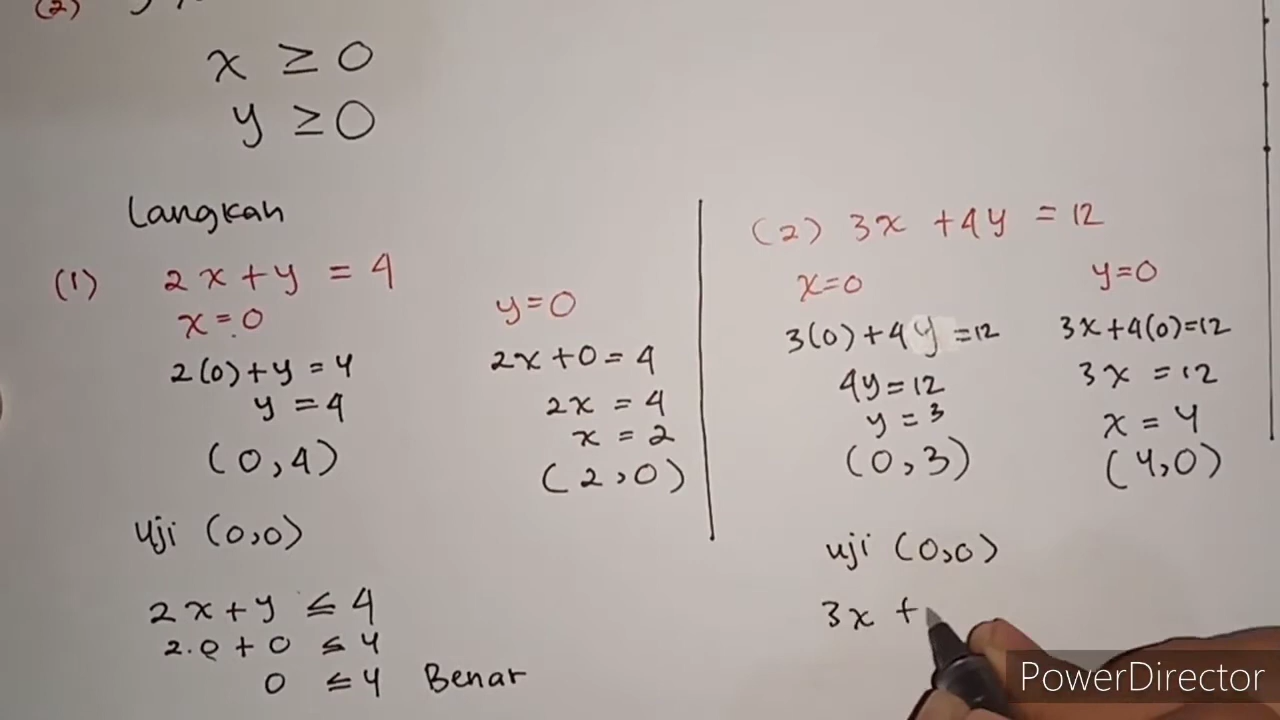 (2)
x ≥ 0
y ≥ 0
Langkah
(1) 2x + y = 4
x = 0
2(0) + y = 4
y = 4
(0,4)
y = 0
2x + 0 = 4
2x = 4
x = 2
(2,0)
Uji (0,0)
2x + y ≤ 4
2.0 + 0 ≤ 4
0 ≤ 4 Benar
(2) 3x + 4y = 12
x = 0
3(0) + 4y = 12
4y = 12
y = 3
(0,3)
y = 0
3x + 4(0) = 12
3x = 12
x = 4
(4,0)
uji (0,0)
3x +
PowerDirector